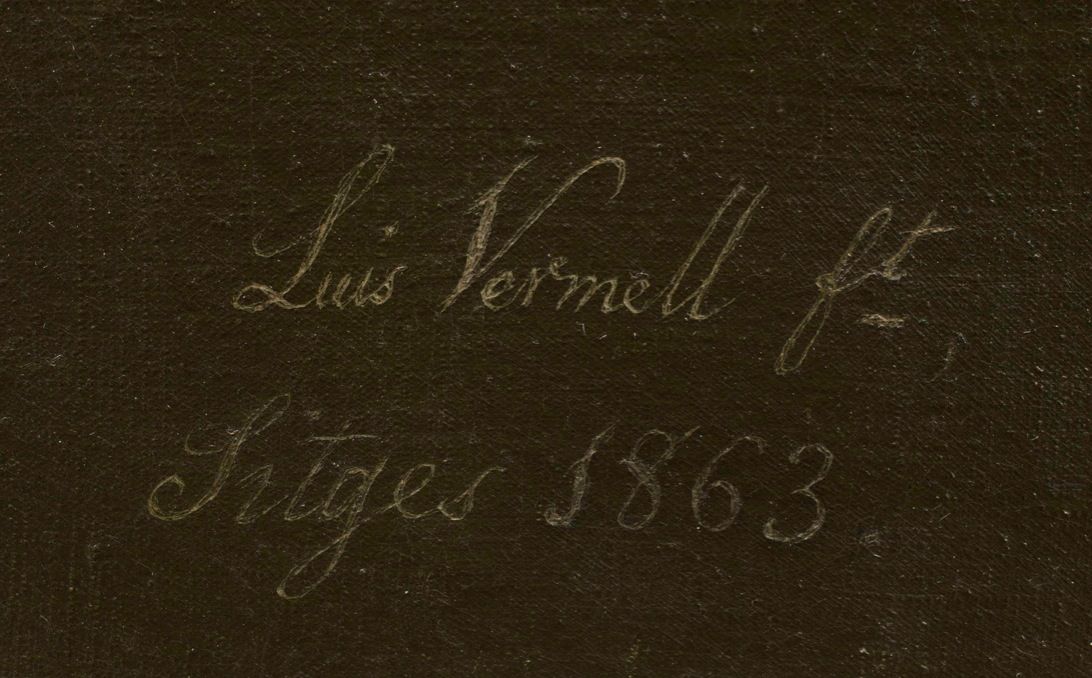 Luis Vermell ft,
Sitges 1863.